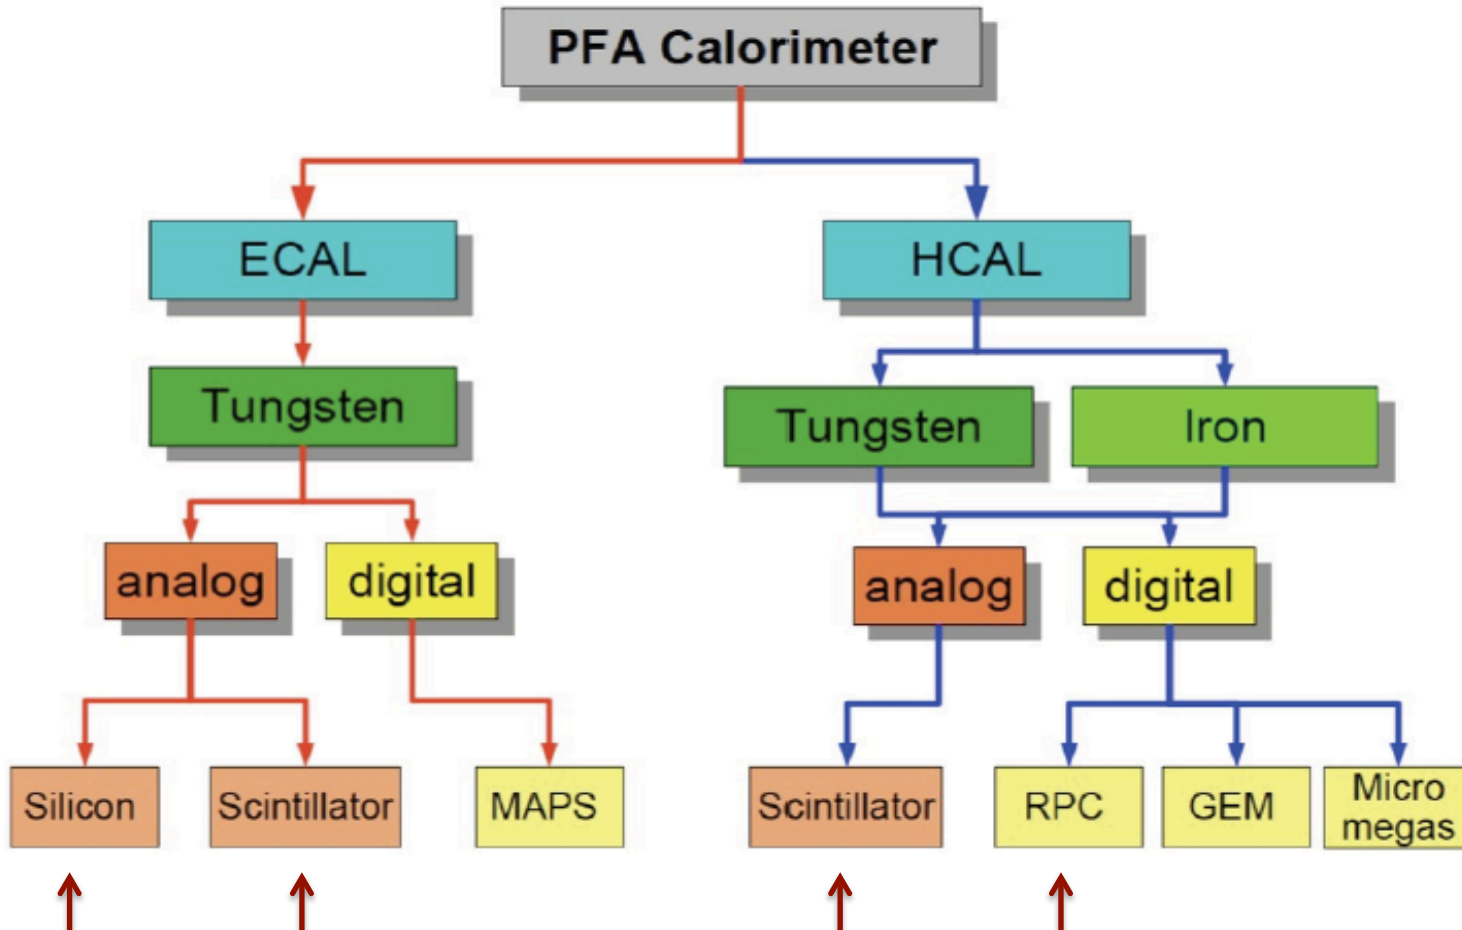 PFA Calorimeter
ECAL
HCAL
Tungsten
Tungsten
Iron
analog
digital
analog
digital
Silicon
Scintillator
MAPS
Scintillator
RPC
GEM
Micro
megas